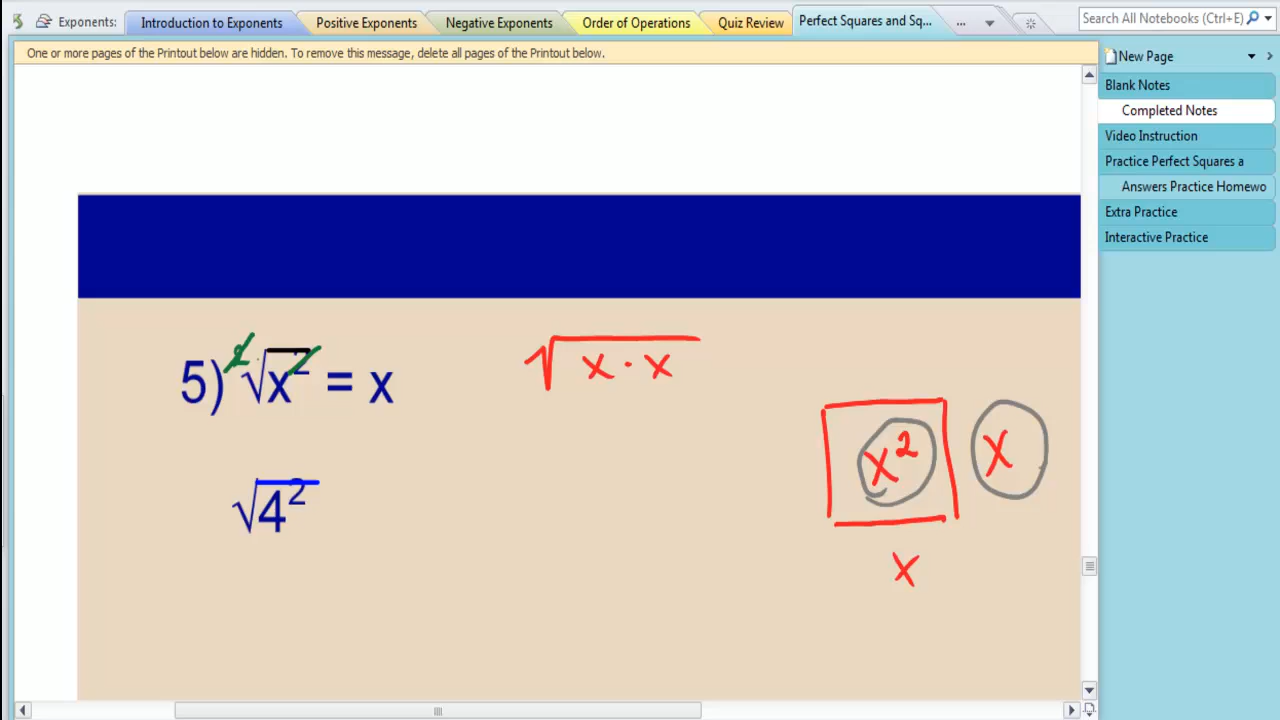 Exponents:
Introduction to Exponents
Positive Exponents
Negative Exponents
Order of Operations
Quiz Review
Perfect Squares and Sq...
...
Search All Notebooks (Ctrl+E)
One or more pages of the Printout below are hidden. To remove this message, delete all pages of the Printout below.
New Page
Blank Notes
Completed Notes
Video Instruction
Practice Perfect Squares a
Answers Practice Homewo
Extra Practice
Interactive Practice
5) ²√x² = x
√x · x
x² x
x
√4²